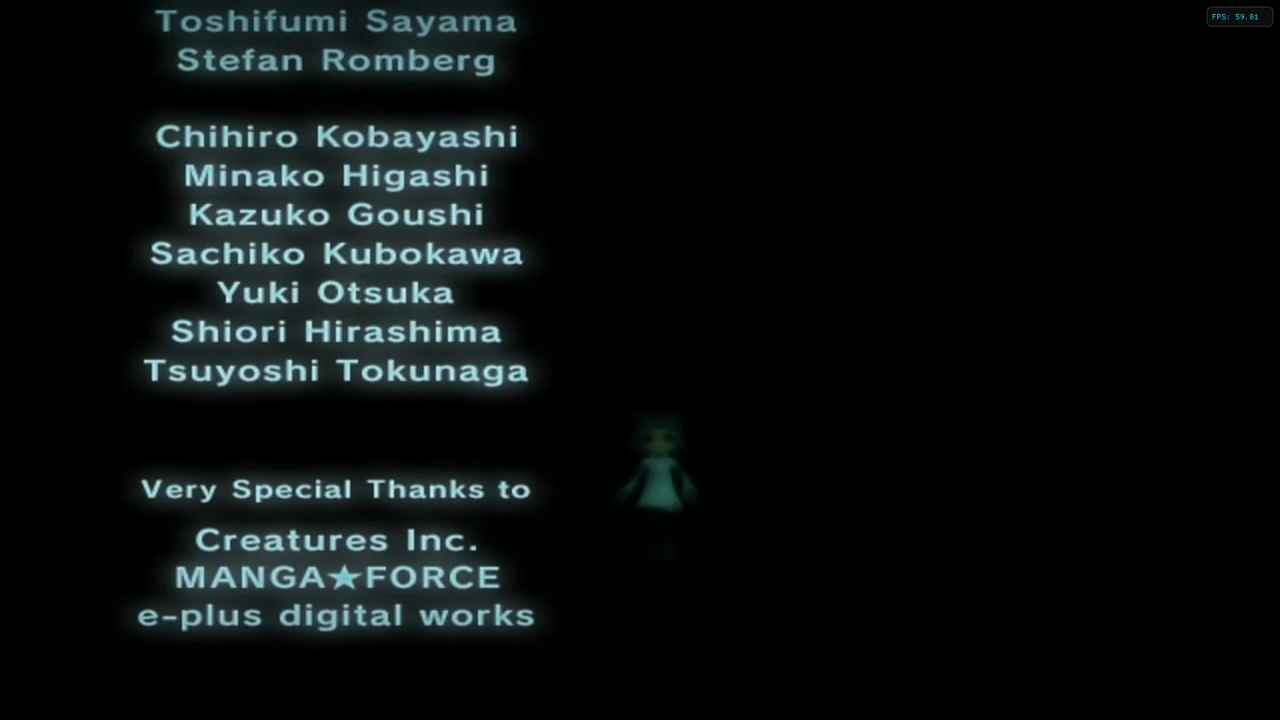 FPS: 59.81
Toshifumi Sayama
Stefan Romberg
Chihiro Kobayashi
Minako Higashi
Kazuko Goushi
Sachiko Kubokawa
Yuki Otsuka
Shiori Hirashima
Tsuyoshi Tokunaga
Very Special Thanks to
Creatures Inc.
MANGA★FORCE
e-plus digital works